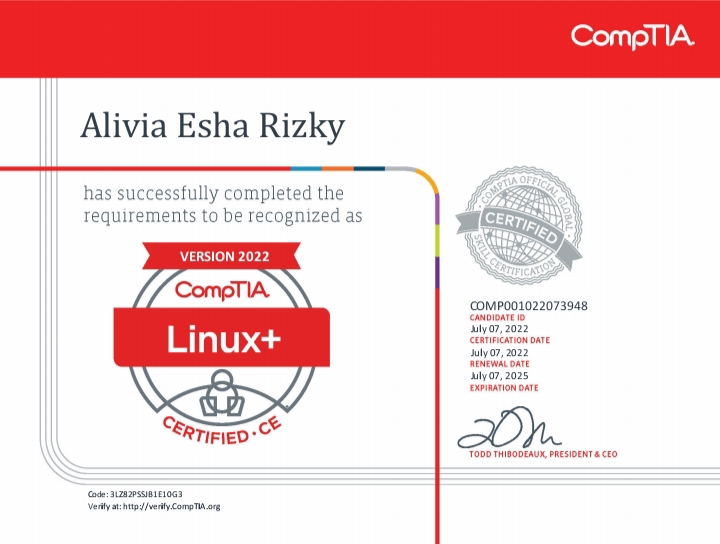 CompTIA.
Alivia Esha Rizky
has successfully completed the
requirements to be recognized as
VERSION 2022
CompTIA.
Linux+
CERTIFIED • CE
COMPTIA OFFICIAL GLOBAL
CERTIFIED
SKILL CERTIFICATION
COMP001022073948
CANDIDATE ID
July 07, 2022
CERTIFICATION DATE
July 07, 2022
RENEWAL DATE
July 07, 2025
EXPIRATION DATE
TODD THIBODEAUX, PRESIDENT & CEO
Code: 3LZ82PSSJB1E10G3
Verify at: http://verify.CompTIA.org